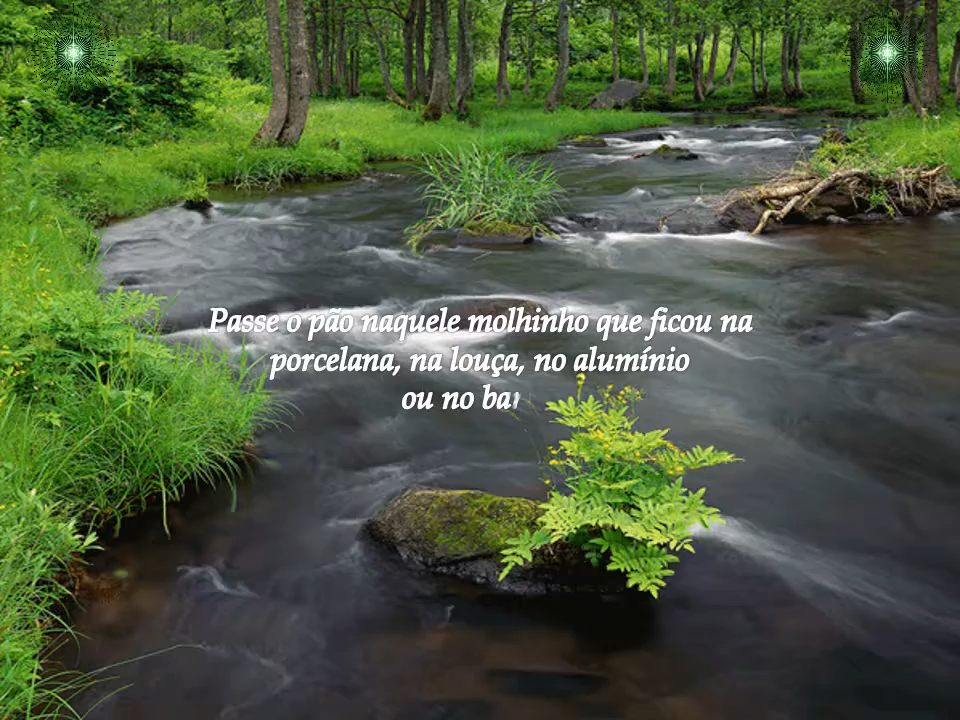 Passe o pão naquele molhinho que ficou na
porcelana, na louça, no alumínio
ou no